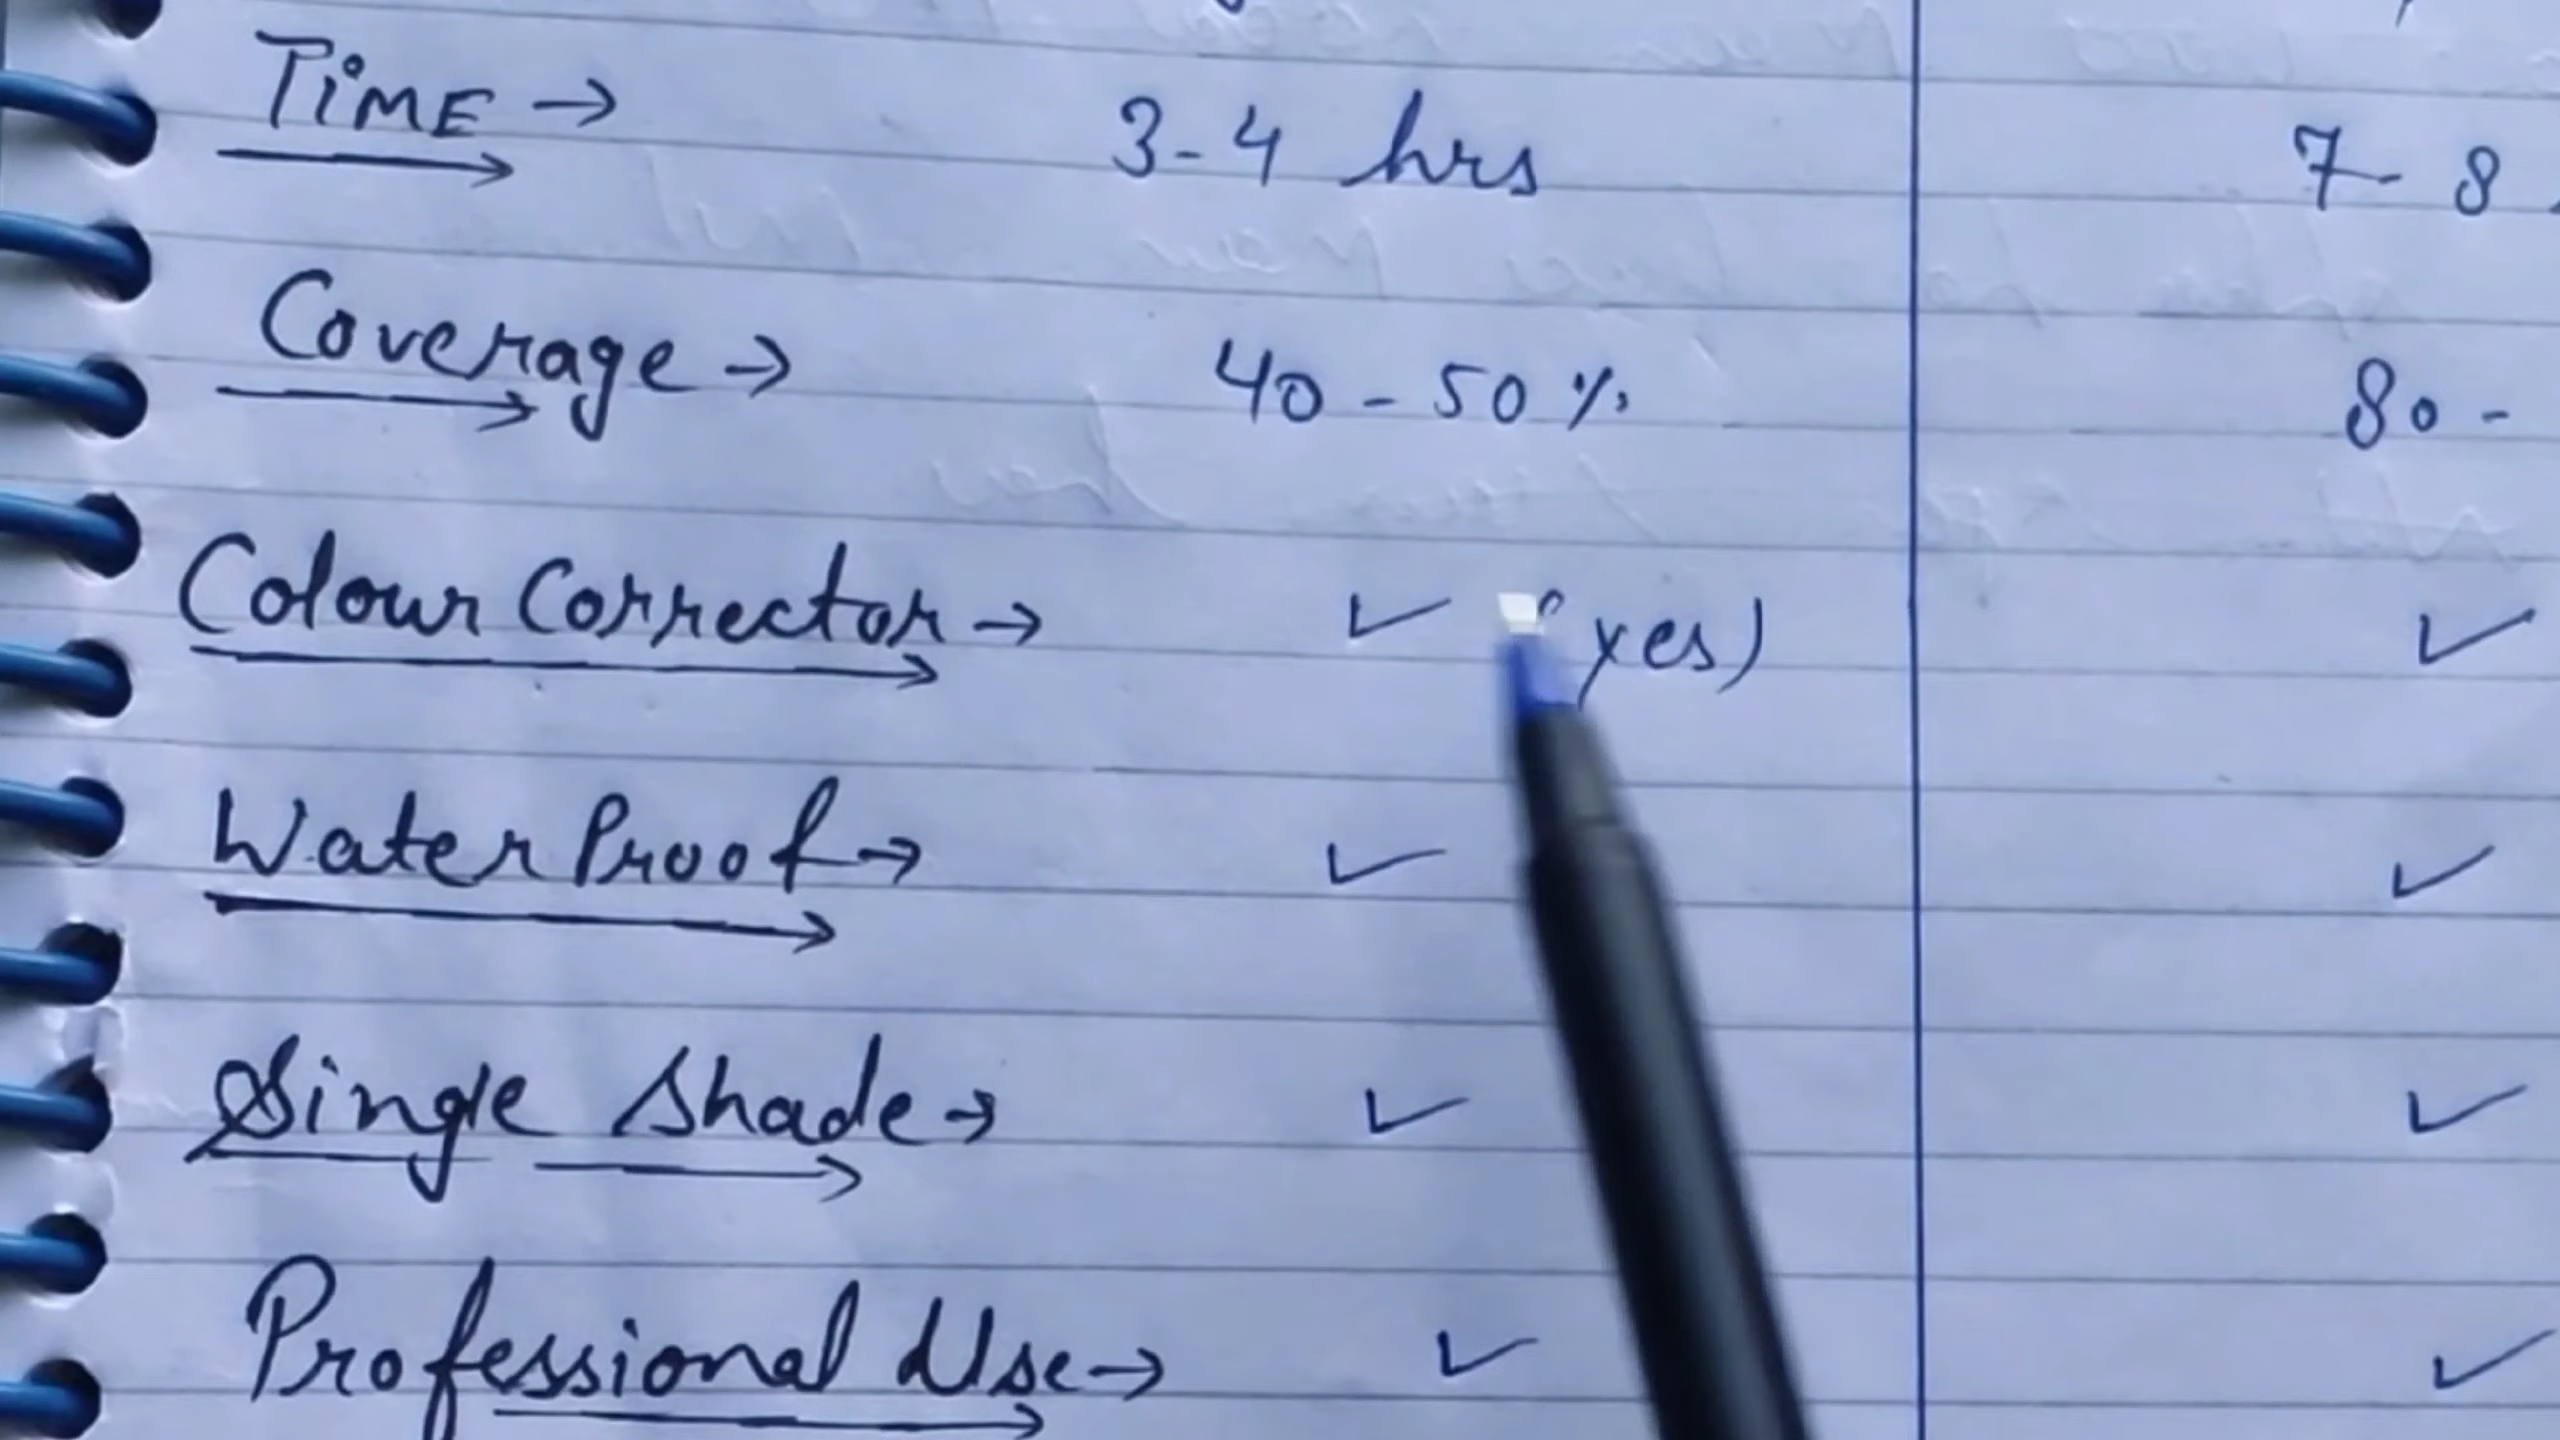 TiME → 3-4 hrs 7-8
Coverage → 40-50% 80-
Colour Corrector → ✓ (yes) ✓
Water Proof → ✓ ✓
Single Shade → ✓ ✓
Professional Use → ✓ ✓